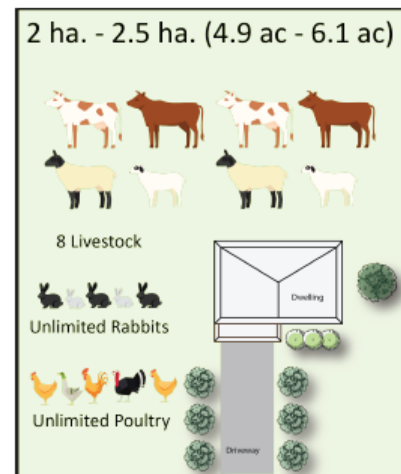 2 ha. - 2.5 ha. (4.9 ac - 6.1 ac)
8 Livestock
Dwelling
Unlimited Rabbits
Unlimited Poultry
Driveway